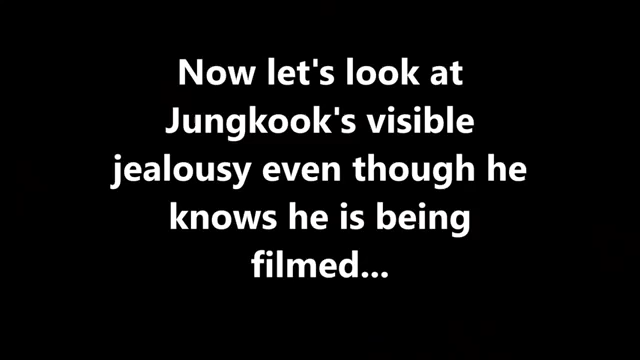 Now let's look at
Jungkook's visible
jealousy even though he
knows he is being
filmed...